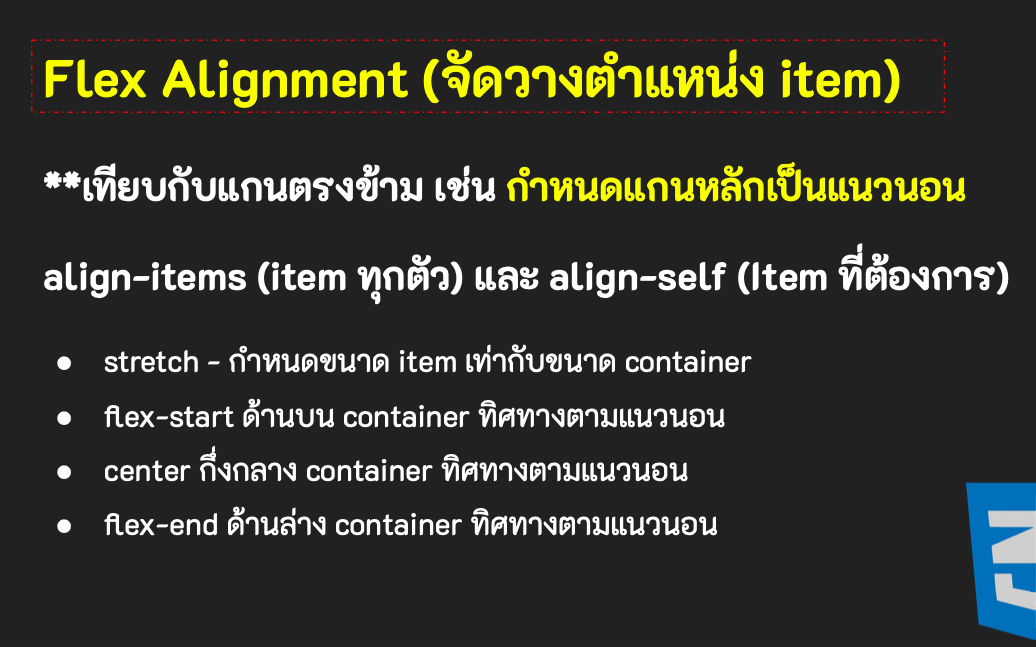 Flex Alignment (จัดวางตำแหน่ง item)
**เทียบกับแกนตรงข้าม เช่น กำหนดแกนหลักเป็นแนวนอน
align-items (item ทุกตัว) และ align-self (Item ที่ต้องการ)
● stretch - กำหนดขนาด item เท่ากับขนาด container
● flex-start ด้านบน container ทิศทางตามแนวนอน
● center กึ่งกลาง container ทิศทางตามแนวนอน
● flex-end ด้านล่าง container ทิศทางตามแนวนอน